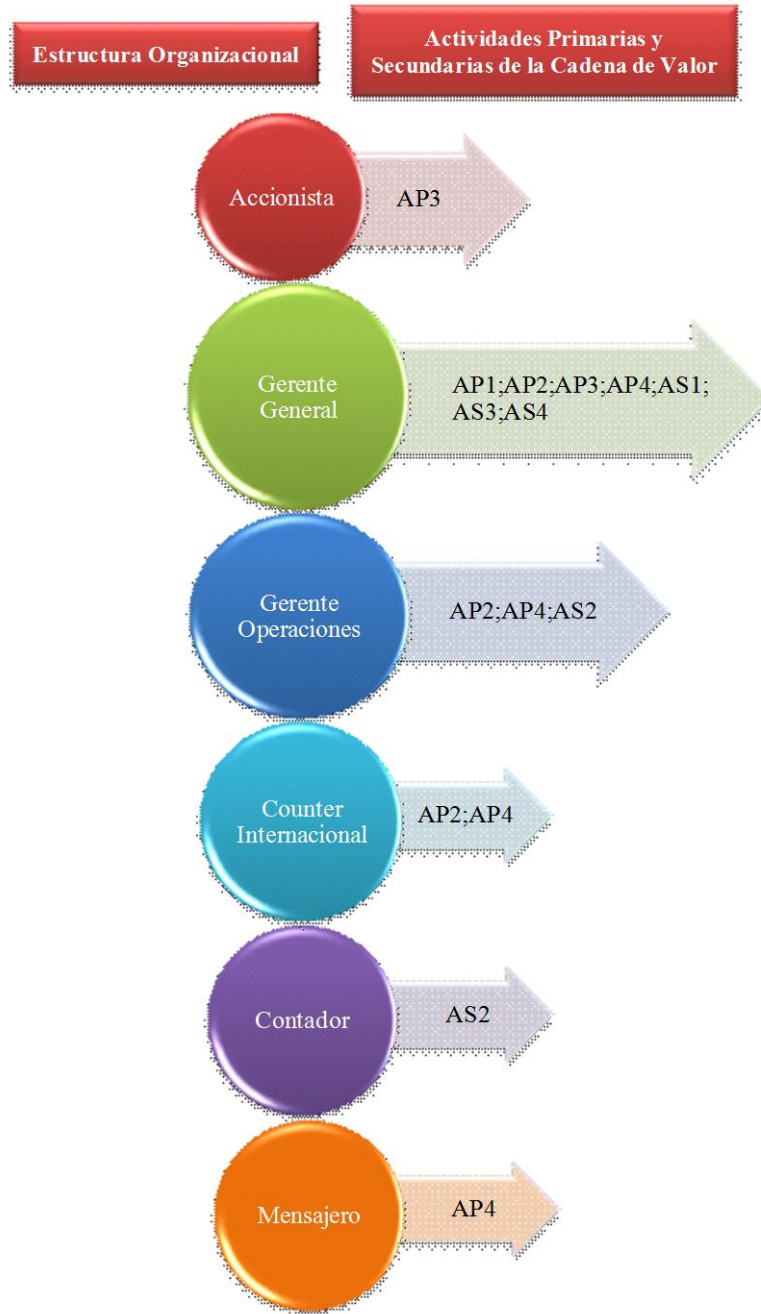 Estructura Organizacional
Actividades Primarias y
Secundarias de la Cadena de Valor
Accionista
AP3
Gerente
General
AP1;AP2;AP3;AP4;AS1;
AS3;AS4
Gerente
Operaciones
AP2;AP4;AS2
Counter
Internacional
AP2;AP4
Contador
AS2
Mensajero
AP4